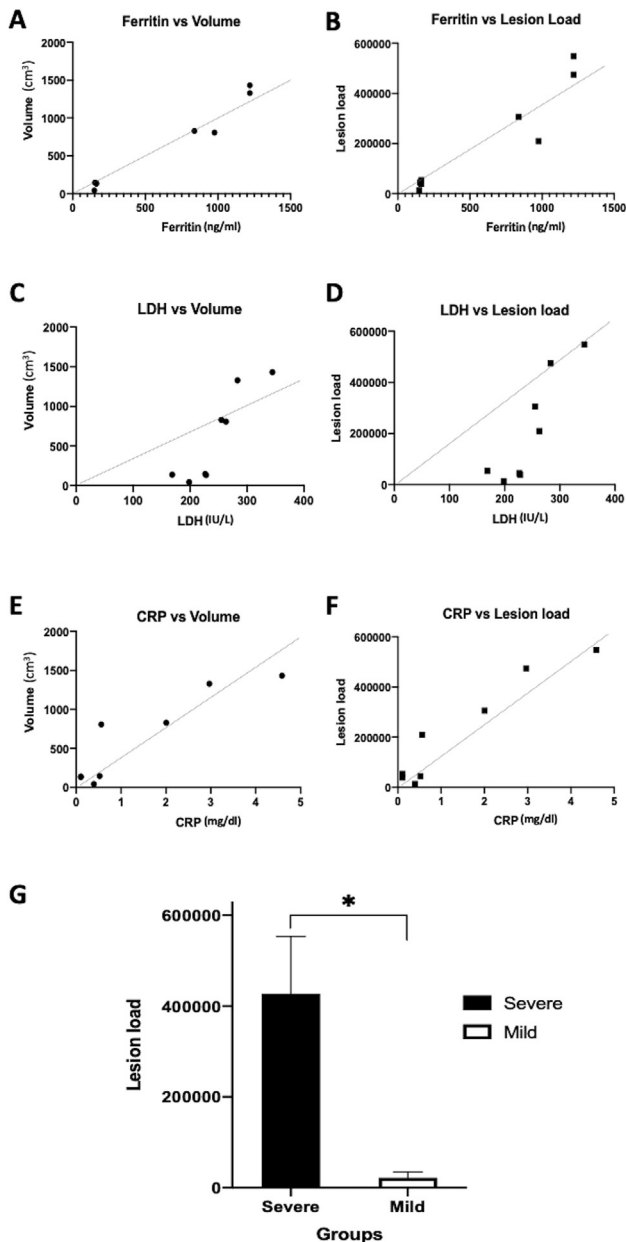 A
Ferritin vs Volume
Volume (cm³)
2000
1500
1000
500
0
0 500 1000 1500
Ferritin (ng/ml)
B
Ferritin vs Lesion Load
Lesion load
600000
400000
200000
0
0 500 1000 1500
Ferritin (ng/ml)
C
LDH vs Volume
Volume (cm³)
2000
1500
1000
500
0
0 100 200 300 400
LDH (IU/L)
D
LDH vs Lesion load
Lesion load
600000
400000
200000
0
0 100 200 300 400
LDH (IU/L)
E
CRP vs Volume
Volume (cm³)
2000
1500
1000
500
0
0 1 2 3 4 5
CRP (mg/dl)
F
CRP vs Lesion load
Lesion load
600000
400000
200000
0
0 1 2 3 4 5
CRP (mg/dl)
G
Lesion load
600000
400000
200000
0
*
Severe
Mild
Severe Mild
Groups